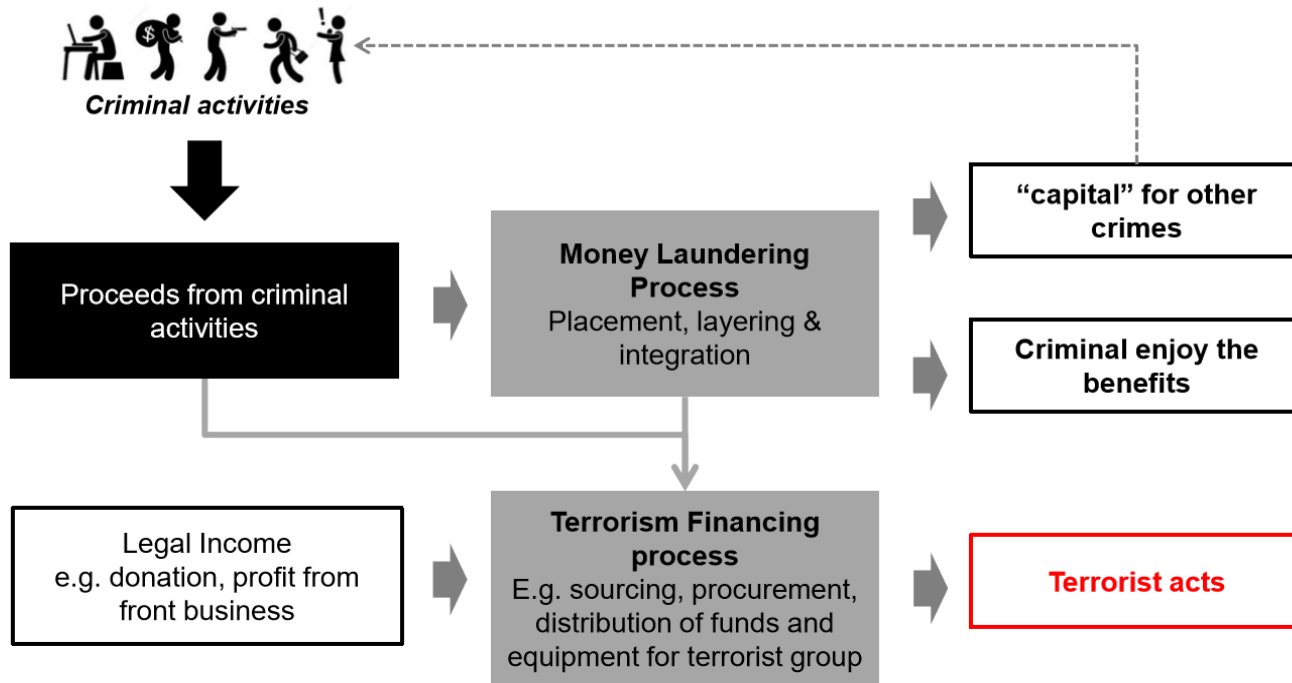 $
!
Criminal activities
“capital” for other
crimes
Proceeds from criminal
activities
Money Laundering
Process
Placement, layering &
integration
Criminal enjoy the
benefits
Legal Income
e.g. donation, profit from
front business
Terrorism Financing
process
E.g. sourcing, procurement,
distribution of funds and
equipment for terrorist group
Terrorist acts